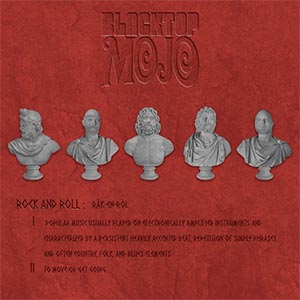 BLACKTOP
MOJO
ROCK AND ROLL : RÄK-EN-ROL
I POPULAR MUSIC USUALLY PLAYED ON ELECTRONICALLY AMPLIFIED INSTRUMENTS AND
CHARACTERIZED BY A PERSISTENT HEAVILY ACCENTED BEAT, REPETITION OF SIMPLE PHRASES,
AND OFTEN COUNTRY, FOLK, AND BLUES ELEMENTS
II TO MOVE OR GET GOING